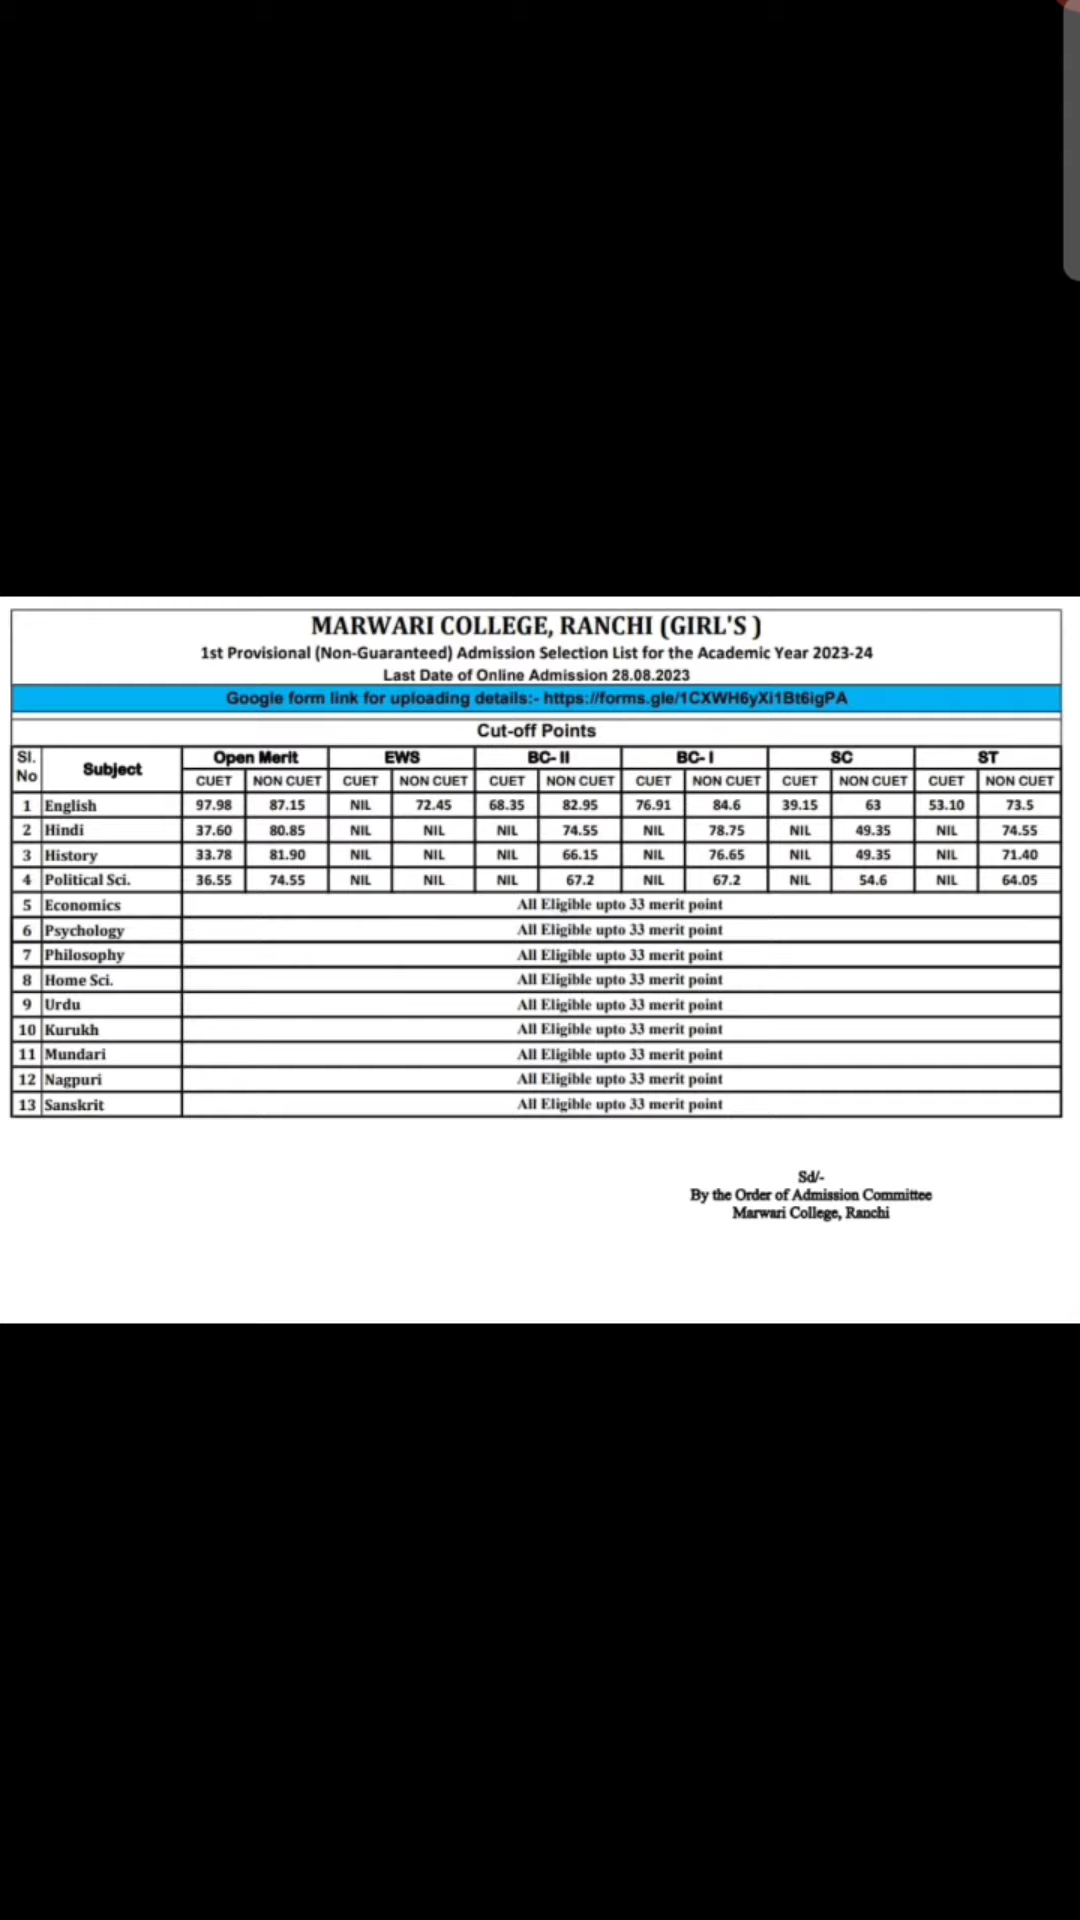 MARWARI COLLEGE, RANCHI (GIRL'S )
1st Provisional (Non-Guaranteed) Admission Selection List for the Academic Year 2023-24
Last Date of Online Admission 28.08.2023
Google form link for uploading details:- https://forms.gle/1CXWH6yXi1Bt6igPA
Cut-off Points
Sl. No Subject Open Merit EWS BC- II BC- I SC ST
CUET NON CUET CUET NON CUET CUET NON CUET CUET NON CUET CUET NON CUET CUET NON CUET
1 English 97.98 87.15 NIL 72.45 68.35 82.95 76.91 84.6 39.15 63 53.10 73.5
2 Hindi 37.60 80.85 NIL NIL NIL 74.55 NIL 78.75 NIL 49.35 NIL 74.55
3 History 33.78 81.90 NIL NIL NIL 66.15 NIL 76.65 NIL 49.35 NIL 71.40
4 Political Sci. 36.55 74.55 NIL NIL NIL 67.2 NIL 67.2 NIL 54.6 NIL 64.05
5 Economics All Eligible upto 33 merit point
6 Psychology All Eligible upto 33 merit point
7 Philosophy All Eligible upto 33 merit point
8 Home Sci. All Eligible upto 33 merit point
9 Urdu All Eligible upto 33 merit point
10 Kurukh All Eligible upto 33 merit point
11 Mundari All Eligible upto 33 merit point
12 Nagpuri All Eligible upto 33 merit point
13 Sanskrit All Eligible upto 33 merit point
Sd/-
By the Order of Admission Committee
Marwari College, Ranchi